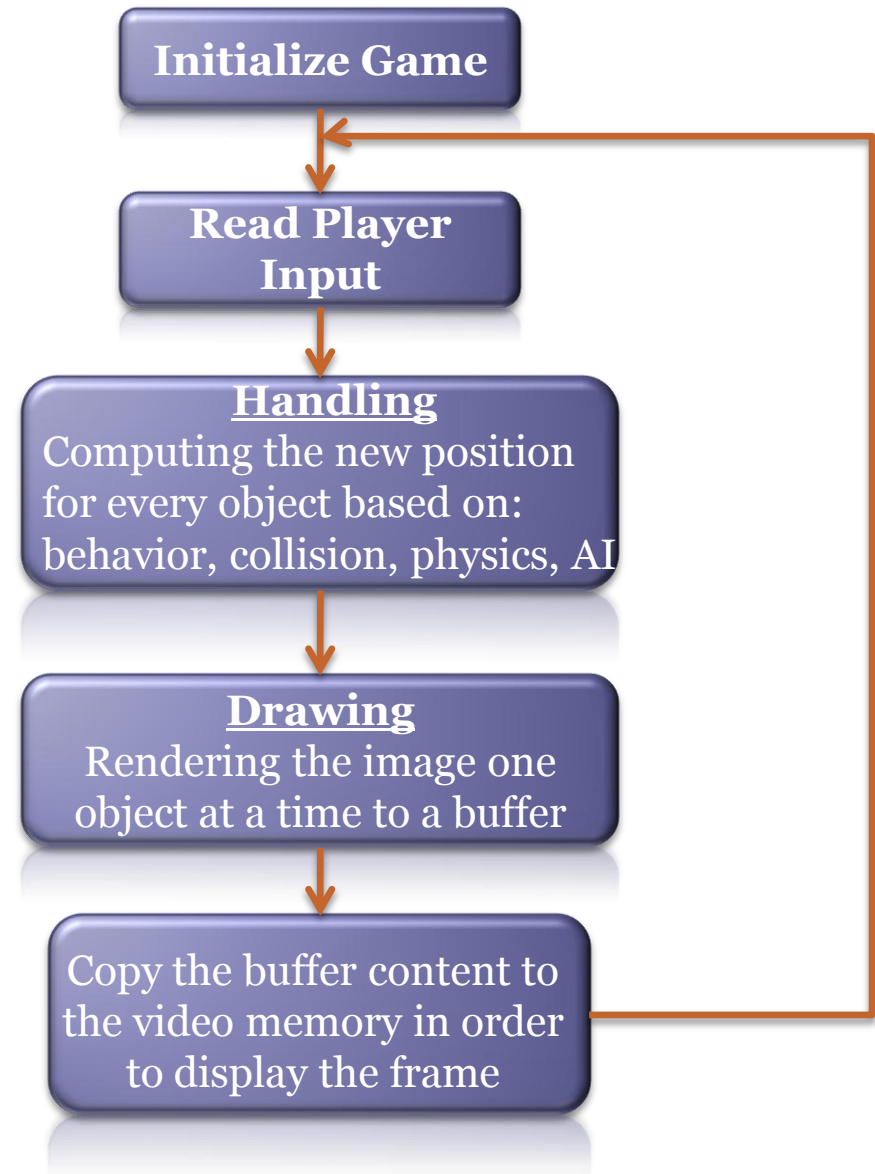 Initialize Game
Read Player
Input
Handling
Computing the new position
for every object based on:
behavior, collision, physics, AI
Drawing
Rendering the image one
object at a time to a buffer
Copy the buffer content to
the video memory in order
to display the frame